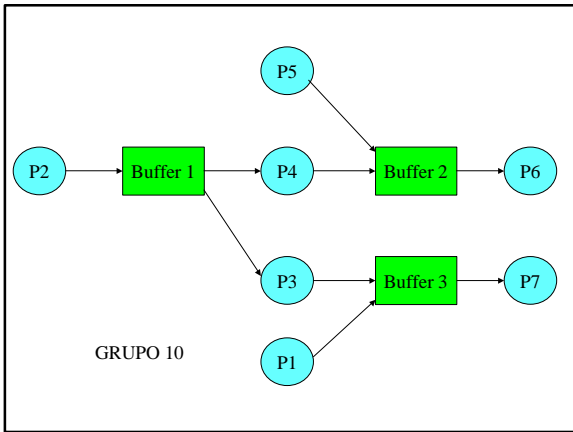 P5
P2
Buffer 1
P4
Buffer 2
P6
P3
Buffer 3
P7
GRUPO 10
P1